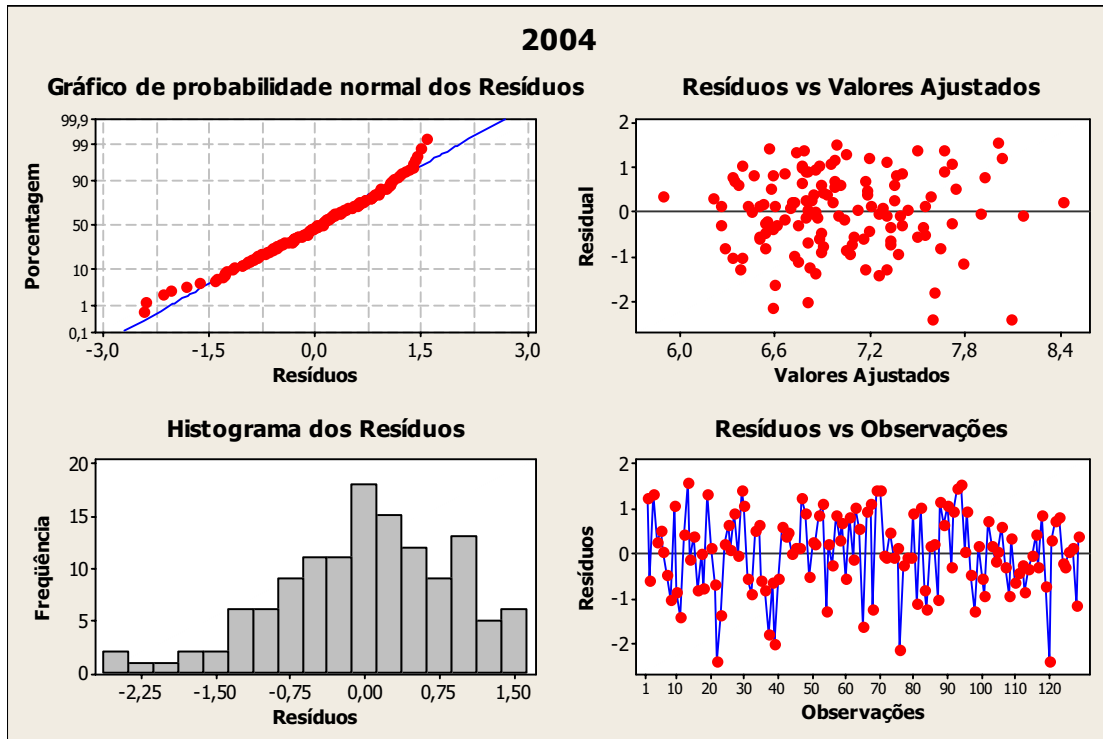 2004
Gráfico de probabilidade normal dos Resíduos
99,9
99
90
50
10
1
0,1
Porcentagem
-3,0 -1,5 0,0 1,5 3,0
Resíduos
Resíduos vs Valores Ajustados
2
1
0
-1
-2
Residual
6,0 6,6 7,2 7,8 8,4
Valores Ajustados
Histograma dos Resíduos
20
15
10
5
0
Freqüência
-2,25 -1,50 -0,75 0,00 0,75 1,50
Resíduos
Resíduos vs Observações
2
1
0
-1
-2
Resíduos
1 10 20 30 40 50 60 70 80 90 100 110 120
Observações